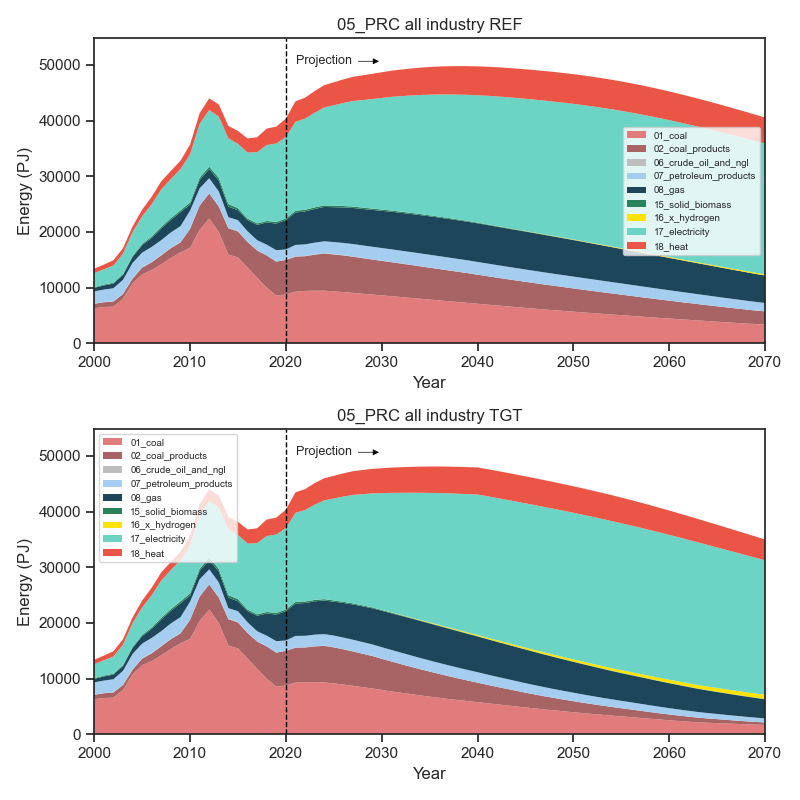 05_PRC all industry REF
50000
40000
30000
20000
10000
0
Energy (PJ)
Projection
01_coal
02_coal_products
06_crude_oil_and_ngl
07_petroleum_products
08_gas
15_solid_biomass
16_x_hydrogen
17_electricity
18_heat
2000 2010 2020 2030 2040 2050 2060 2070
Year
05_PRC all industry TGT
50000
40000
30000
20000
10000
0
Energy (PJ)
01_coal
02_coal_products
06_crude_oil_and_ngl
07_petroleum_products
08_gas
15_solid_biomass
16_x_hydrogen
17_electricity
18_heat
Projection
2000 2010 2020 2030 2040 2050 2060 2070
Year